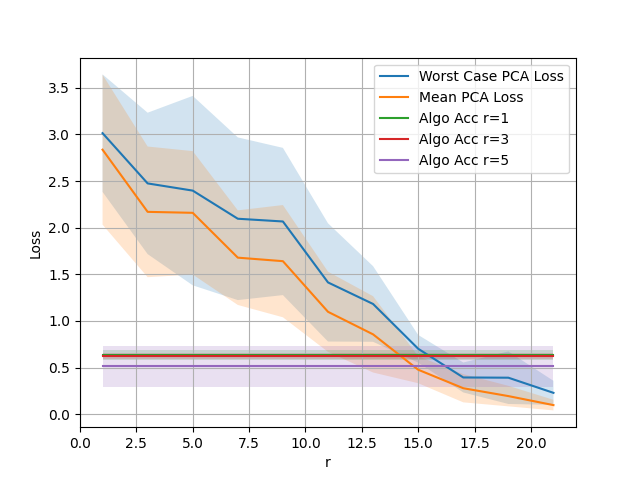 Worst Case PCA Loss
Mean PCA Loss
Algo Acc r=1
Algo Acc r=3
Algo Acc r=5
3.5
3.0
2.5
2.0
1.5
1.0
0.5
0.0
Loss
0.0 2.5 5.0 7.5 10.0 12.5 15.0 17.5 20.0
r